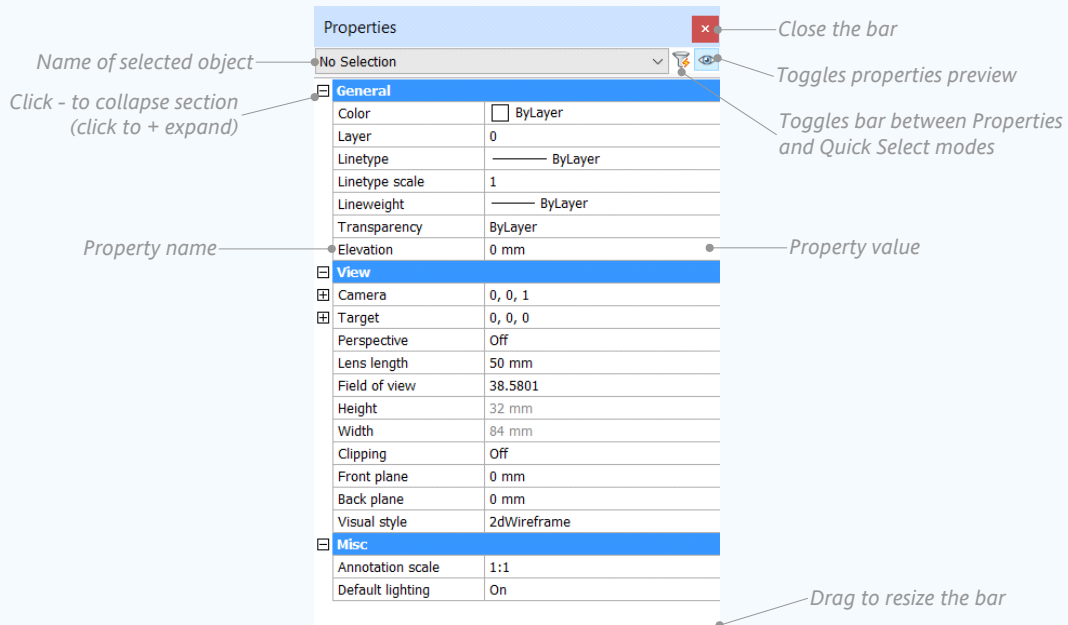 Properties
Close the bar
Name of selected object
No Selection
Toggles properties preview
Click - to collapse section
(click to + expand)
General
Color ByLayer
Toggles bar between Properties
and Quick Select modes
Layer 0
Linetype ByLayer
Linetype scale 1
Lineweight ByLayer
Transparency ByLayer
Property name
Elevation 0 mm
Property value
View
Camera 0, 0, 1
Target 0, 0, 0
Perspective Off
Lens length 50 mm
Field of view 38.5801
Height 32 mm
Width 84 mm
Clipping Off
Front plane 0 mm
Back plane 0 mm
Visual style 2dWireframe
Misc
Annotation scale 1:1
Default lighting On
Drag to resize the bar